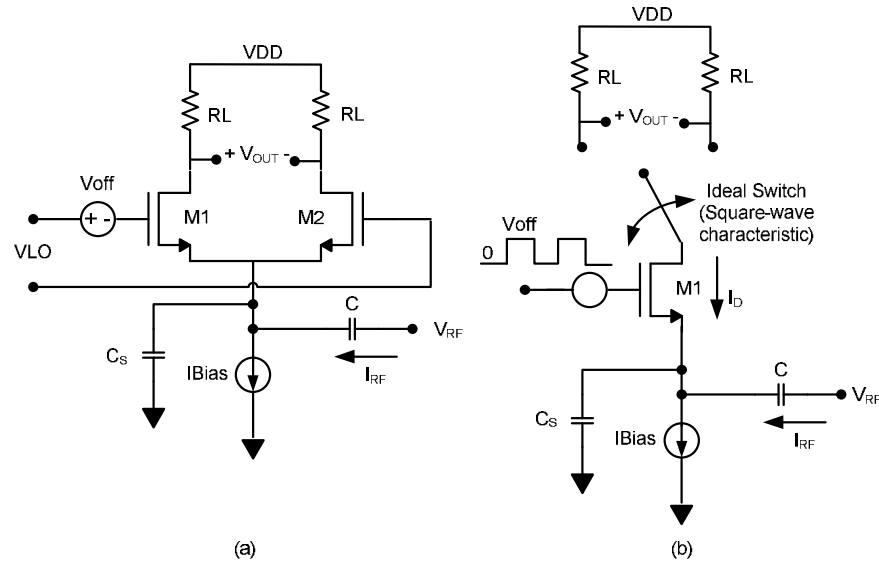 VDD
RL
RL
+ VOUT -
Voff
+ -
M1
M2
VLO
C
VRF
CS
IBias
IRF
(a)
VDD
RL
RL
+ VOUT -
Ideal Switch
(Square-wave
characteristic)
Voff
0
M1
ID
C
VRF
CS
IBias
IRF
(b)